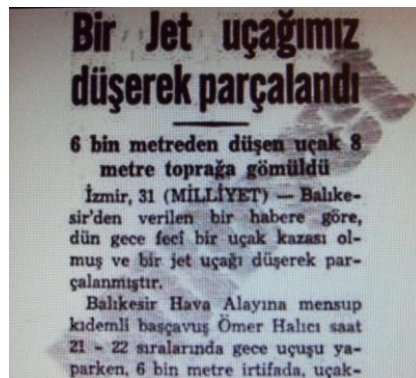 Bir Jet uçağımız
düşerek parçalandı
6 bin metreden düşen uçak 8
metre toprağa gömüldü
İzmir, 31 (MİLLİYET) — Balıke-
sir'den verilen bir habere göre,
dün gece feci bir uçak kazası ol-
muş ve bir jet uçağı düşerek par-
çalanmıştır.
Balıkesir Hava Alayına mensup
kıdemli başçavuş Ömer Halıcı saat
21 - 22 sıralarında gece uçuşu ya-
parken, 6 bin metre irtifada, uçak-